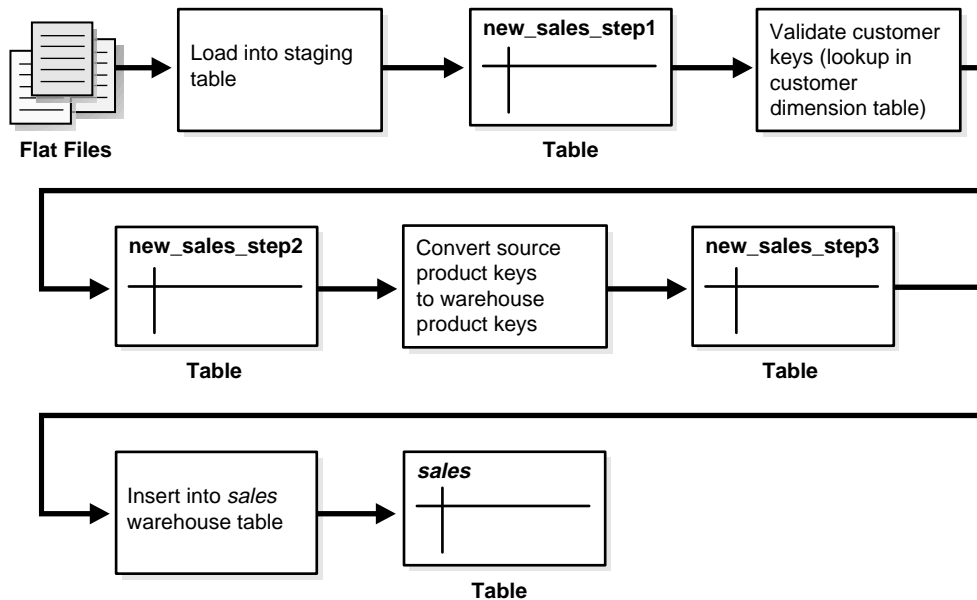 Load into staging
table
new_sales_step1
Validate customer
keys (lookup in
customer
dimension table)
Flat Files
Table
new_sales_step2
Convert source
product keys
to warehouse
product keys
new_sales_step3
Table
Table
Insert into sales
warehouse table
sales
Table